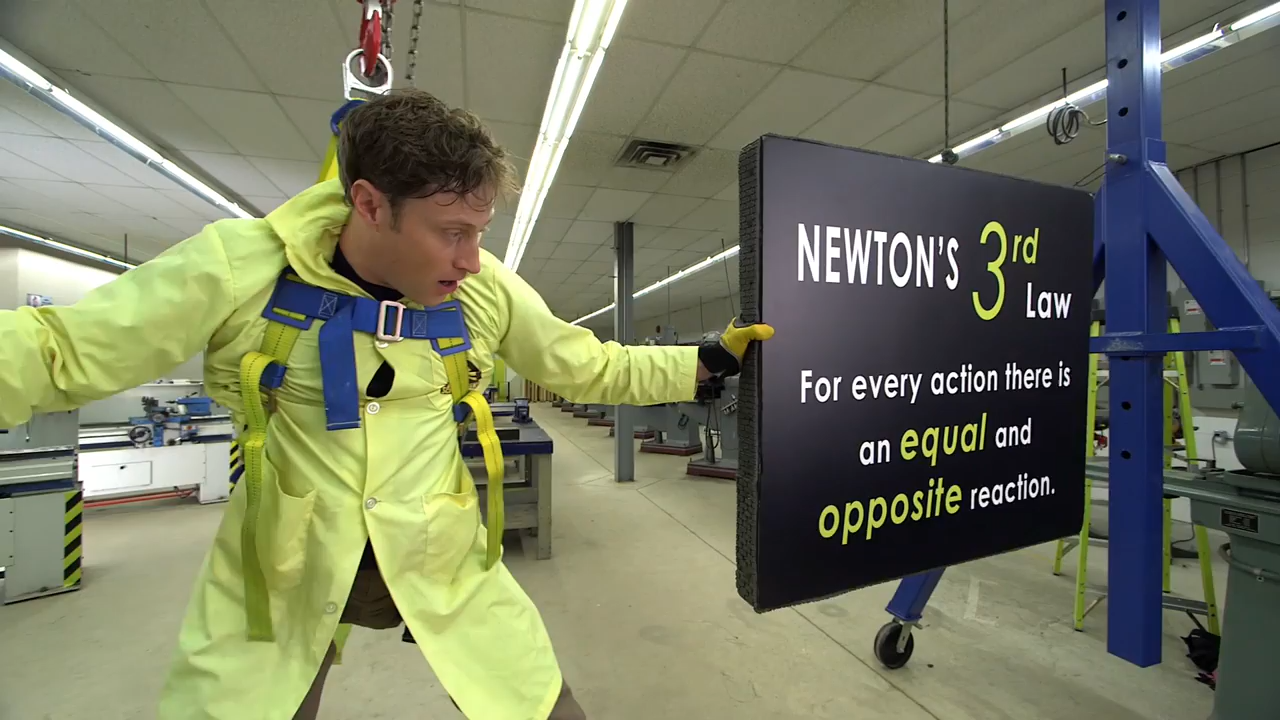 NEWTON'S 3rd
Law
For every action there is
an equal and
opposite reaction.